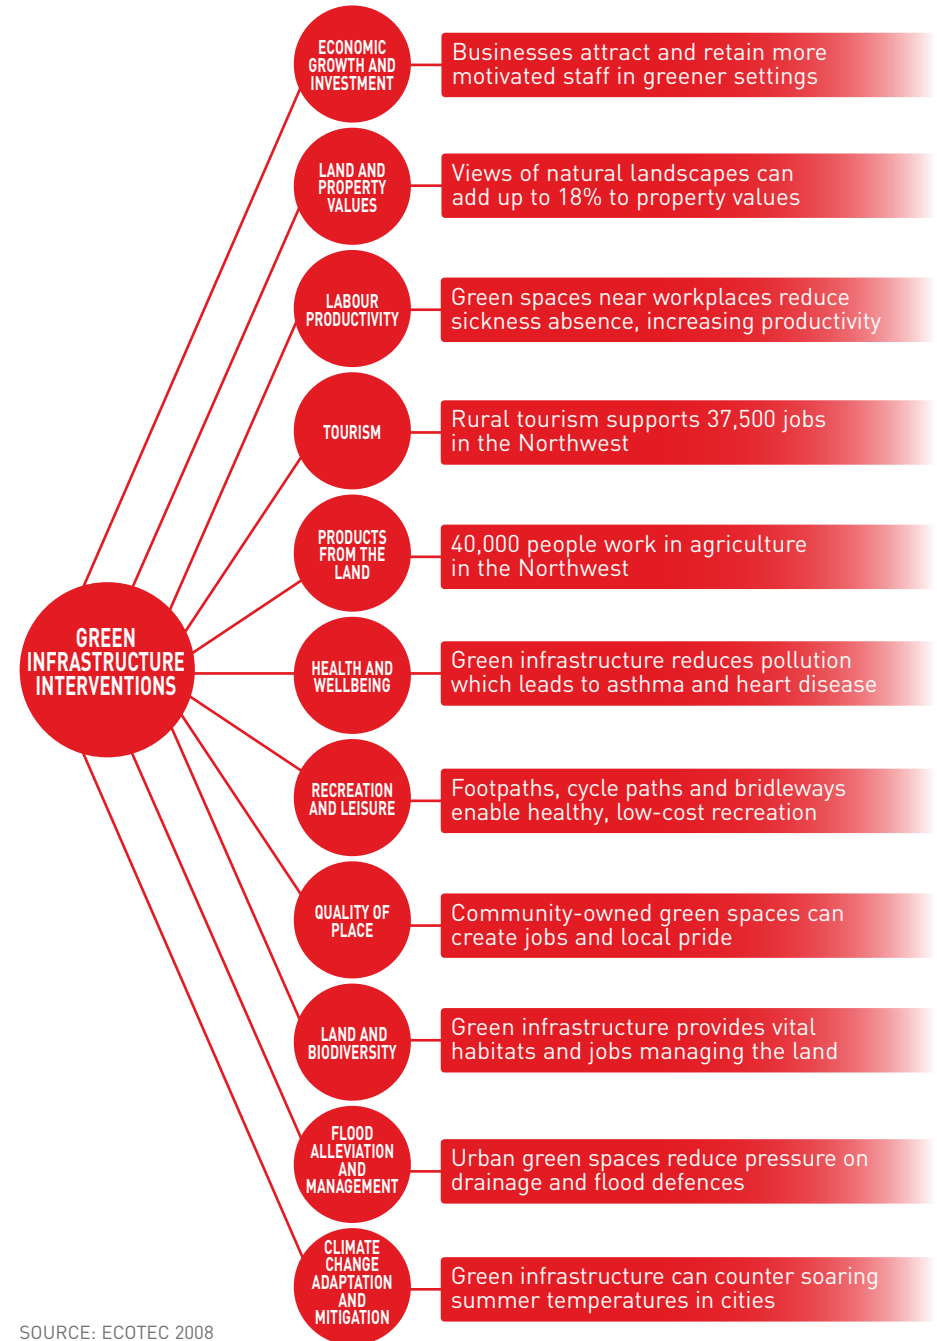 ECONOMIC
GROWTH AND
INVESTMENT
Businesses attract and retain more
motivated staff in greener settings
LAND AND
PROPERTY
VALUES
Views of natural landscapes can
add up to 18% to property values
LABOUR
PRODUCTIVITY
Green spaces near workplaces reduce
sickness absence, increasing productivity
TOURISM
Rural tourism supports 37,500 jobs
in the Northwest
PRODUCTS
FROM THE
LAND
40,000 people work in agriculture
in the Northwest
GREEN
INFRASTRUCTURE
INTERVENTIONS
HEALTH AND
WELLBEING
Green infrastructure reduces pollution
which leads to asthma and heart disease
RECREATION
AND LEISURE
Footpaths, cycle paths and bridleways
enable healthy, low-cost recreation
QUALITY OF
PLACE
Community-owned green spaces can
create jobs and local pride
LAND AND
BIODIVERSITY
Green infrastructure provides vital
habitats and jobs managing the land
FLOOD
ALLEVIATION
AND
MANAGEMENT
Urban green spaces reduce pressure on
drainage and flood defences
CLIMATE
CHANGE
ADAPTATION
AND
MITIGATION
Green infrastructure can counter soaring
summer temperatures in cities
SOURCE: ECOTEC 2008